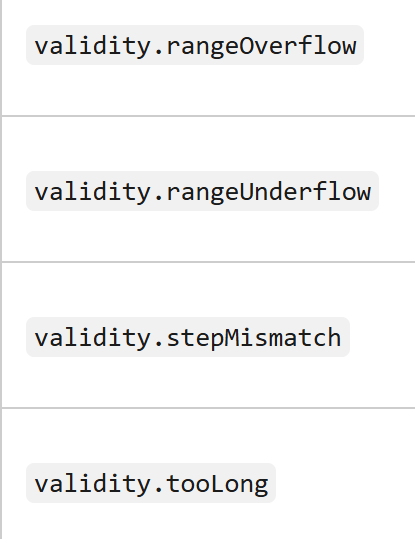 validity.rangeOverflow
validity.rangeUnderflow
validity.stepMismatch
validity.tooLong